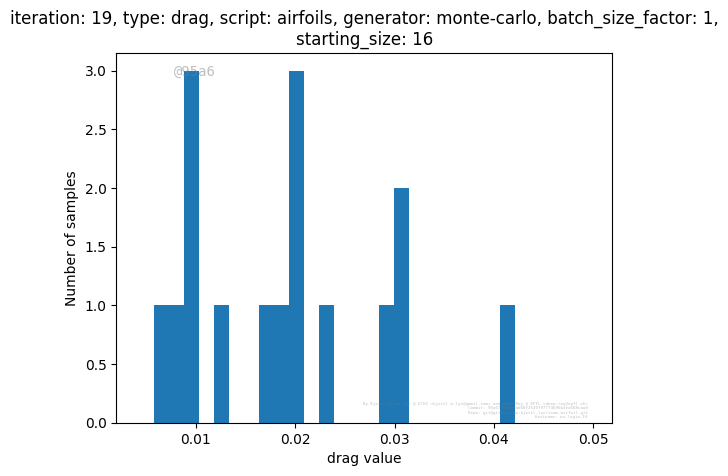 iteration: 19, type: drag, script: airfoils, generator: monte-carlo, batch_size_factor: 1,
starting_size: 16
@95a6
3.0
2.5
2.0
1.5
1.0
0.5
0.0
Number of samples
0.01 0.02 0.03 0.04 0.05
drag value